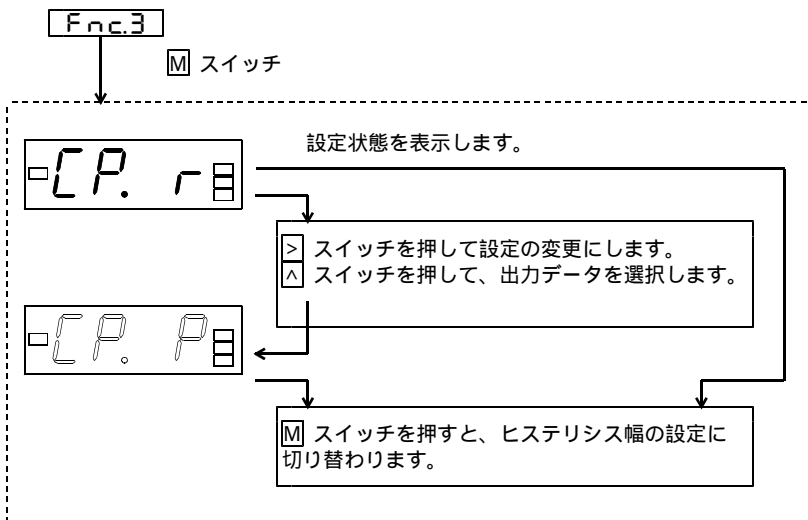 Fnc.3
M スイッチ
設定状態を表示します。
CP. r
> スイッチを押して設定の変更にします。
^ スイッチを押して、出力データを選択します。
CP. P
M スイッチを押すと、ヒステリシス幅の設定に
切り替わります。